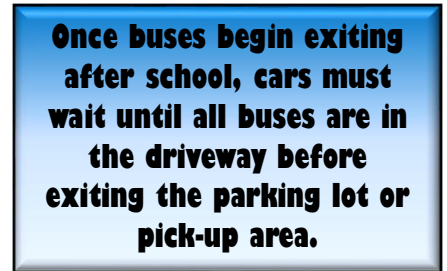 Once buses begin exiting
after school, cars must
wait until all buses are in
the driveway before
exiting the parking lot or
pick-up area.